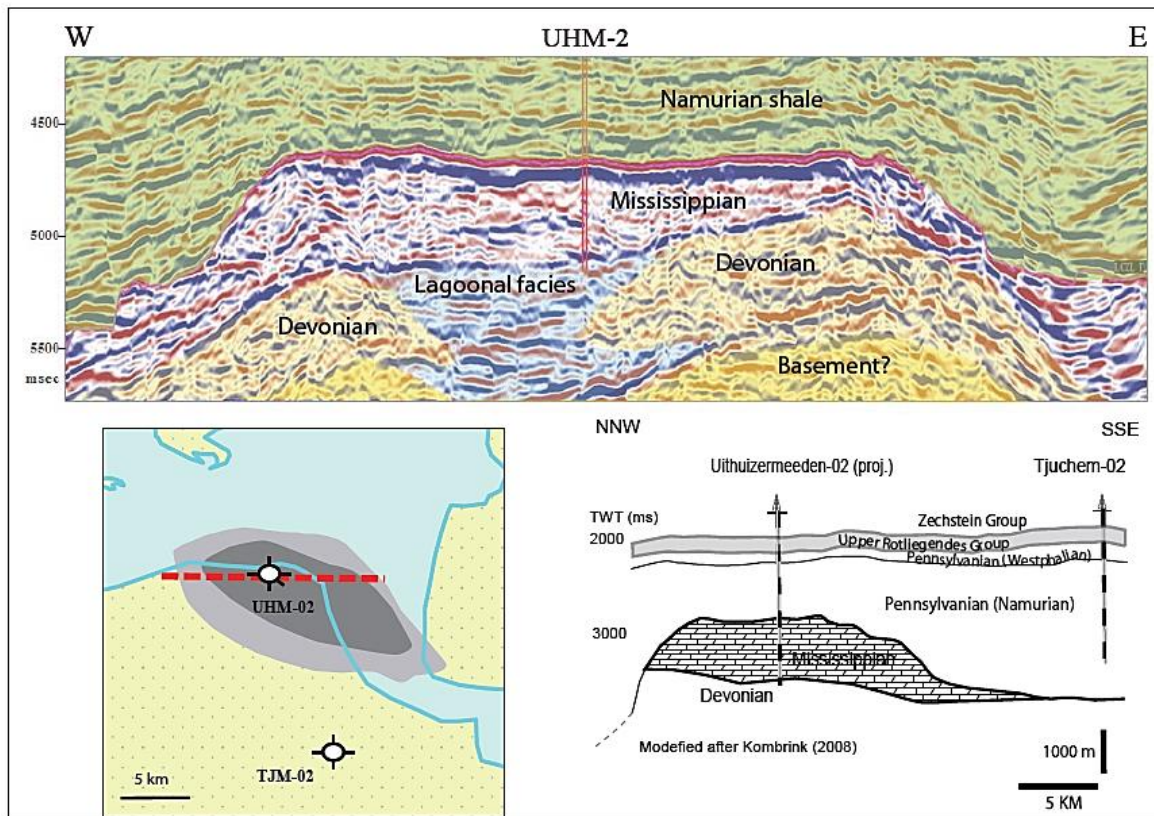 W
UHM-2
E
Namurian shale
4500
Mississippian
5000
Devonian
Lagoonal facies
Devonian
5500
Basement?
msec
NNW
SSE
Uithuizermeeden-02 (proj.)
Tjuchem-02
TWT (ms)
Zechstein Group
2000
Upper Rotliegendes Group
Pennsylvanian (Westphalian)
UHM-02
Pennsylvanian (Namurian)
3000
Mississippian
Devonian
Modefied after Kombrink (2008)
1000 m
TJM-02
5 km
5 KM